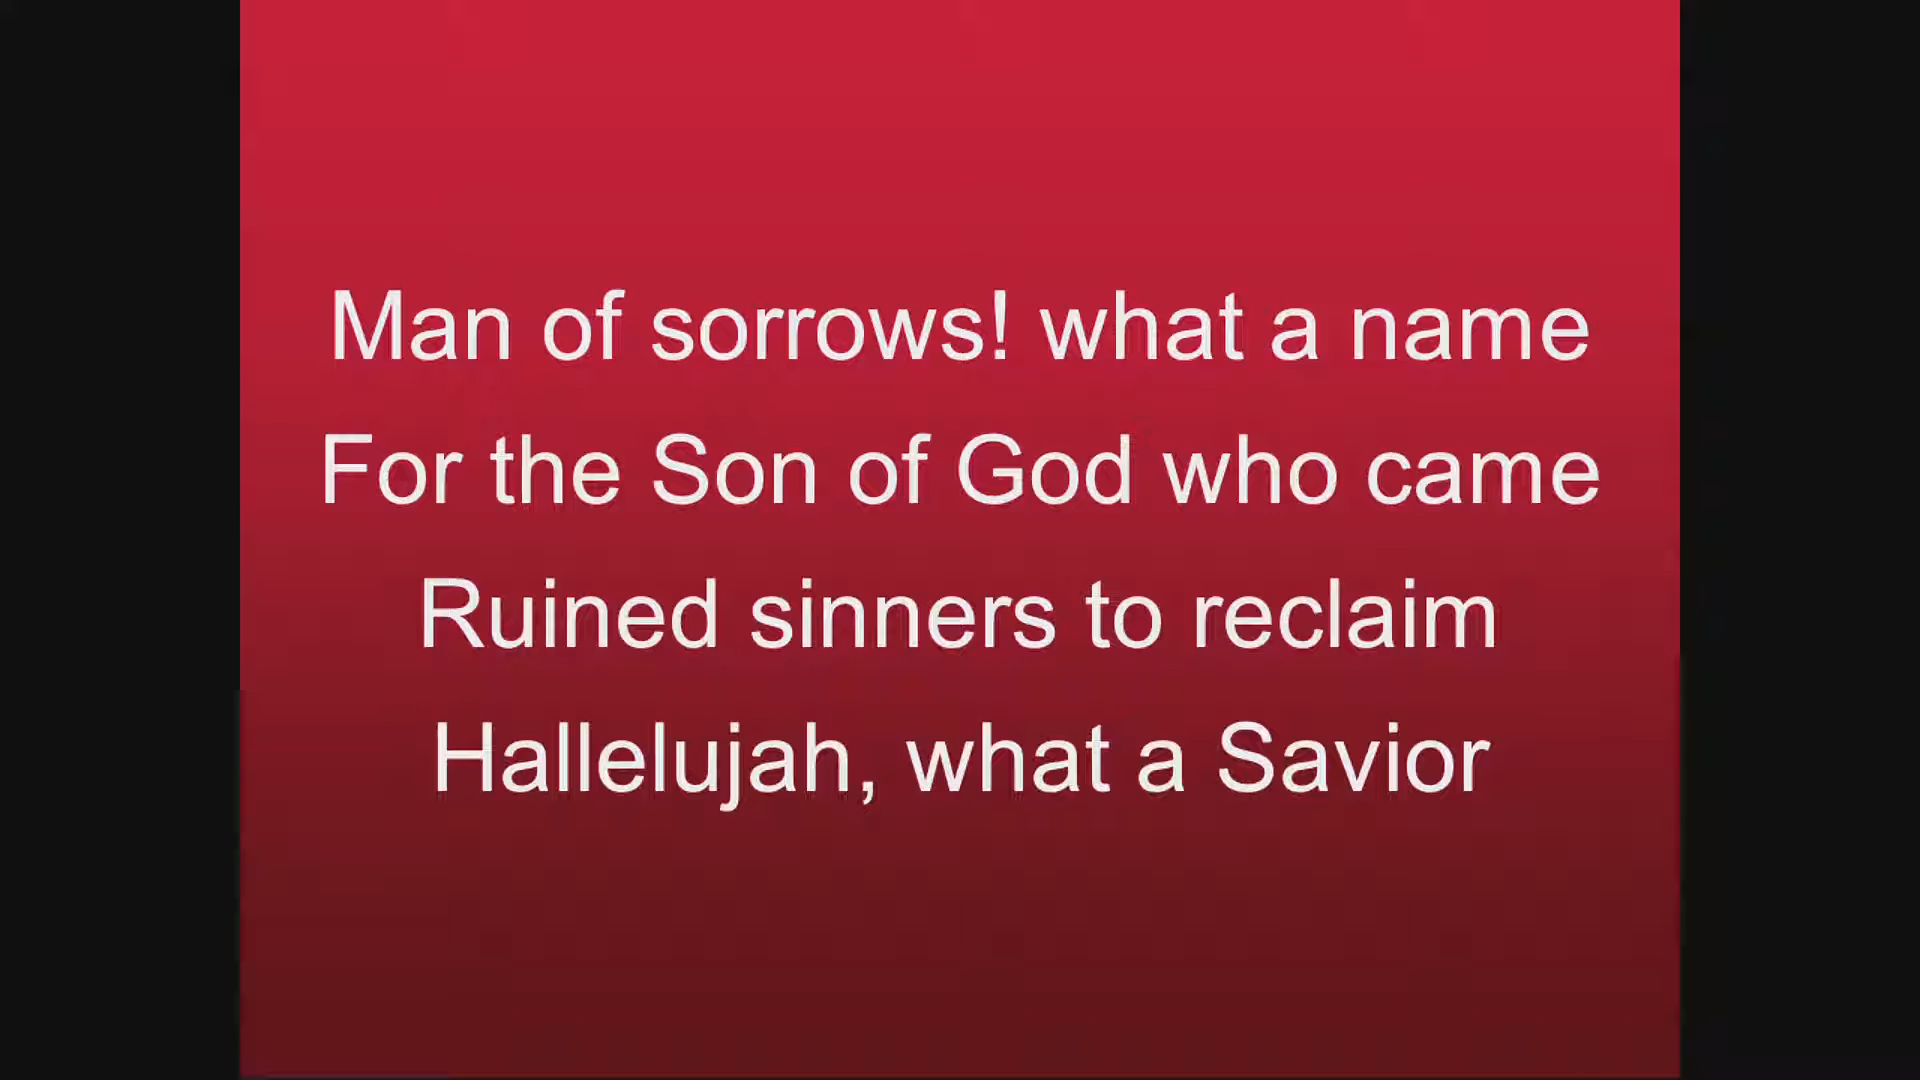 Man of sorrows! what a name
For the Son of God who came
Ruined sinners to reclaim
Hallelujah, what a Savior